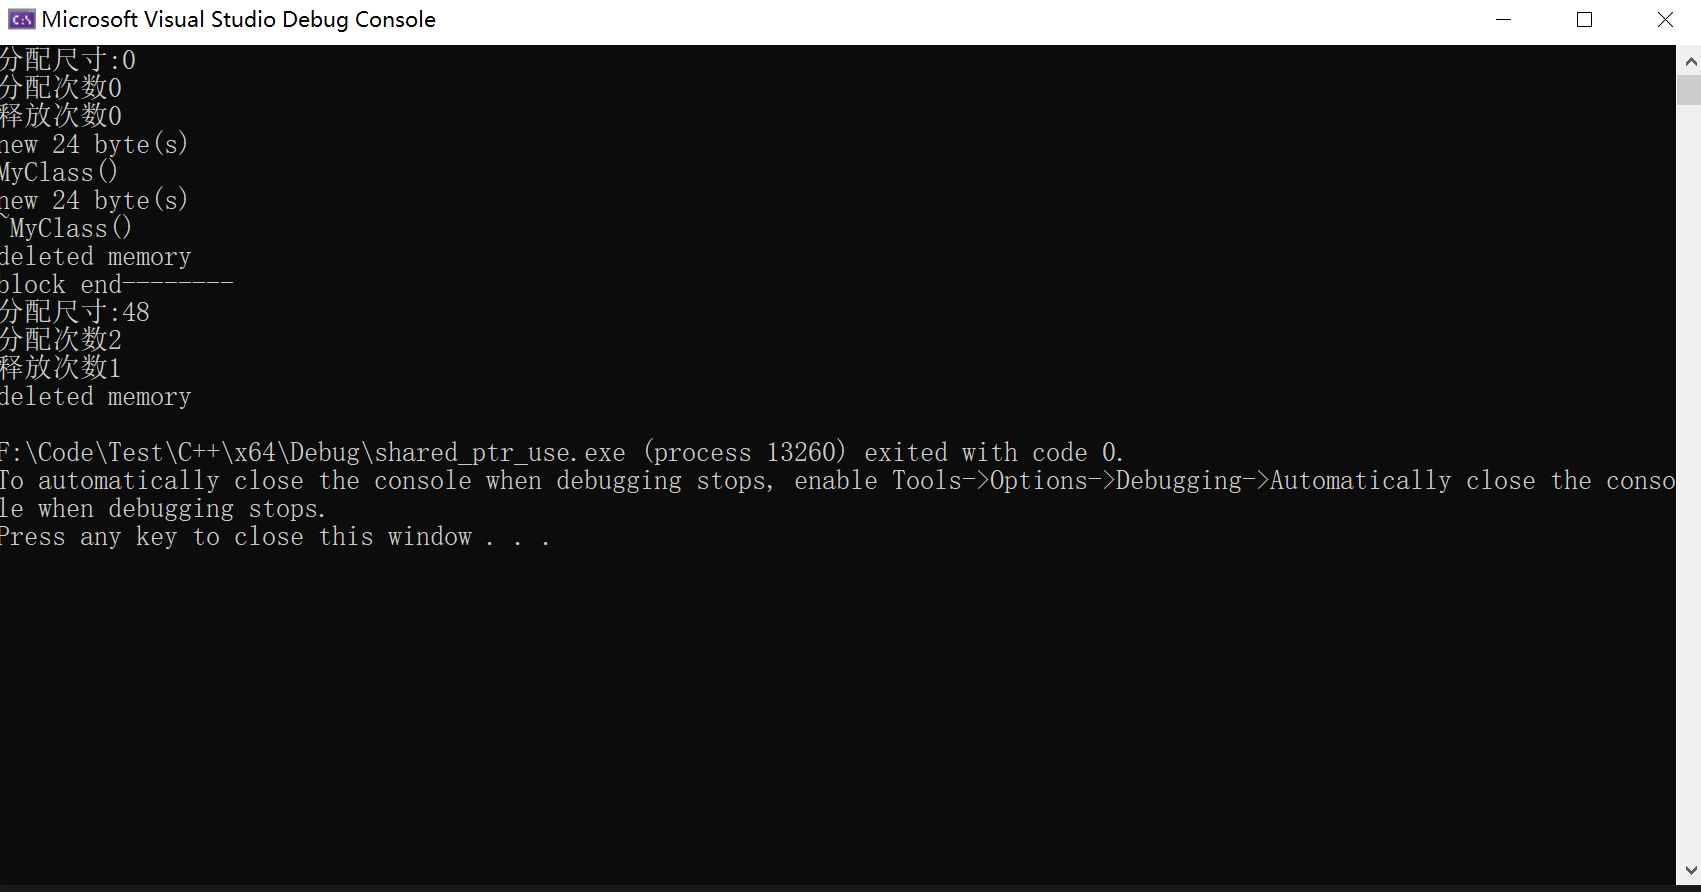 Microsoft Visual Studio Debug Console
分配尺寸:0
分配次数0
释放次数0
new 24 byte(s)
MyClass()
new 24 byte(s)
~MyClass()
deleted memory
block end--------
分配尺寸:48
分配次数2
释放次数1
deleted memory
F:\Code\Test\C++\x64\Debug\shared_ptr_use.exe (process 13260) exited with code 0.
To automatically close the console when debugging stops, enable Tools->Options->Debugging->Automatically close the conso
le when debugging stops.
Press any key to close this window . . .